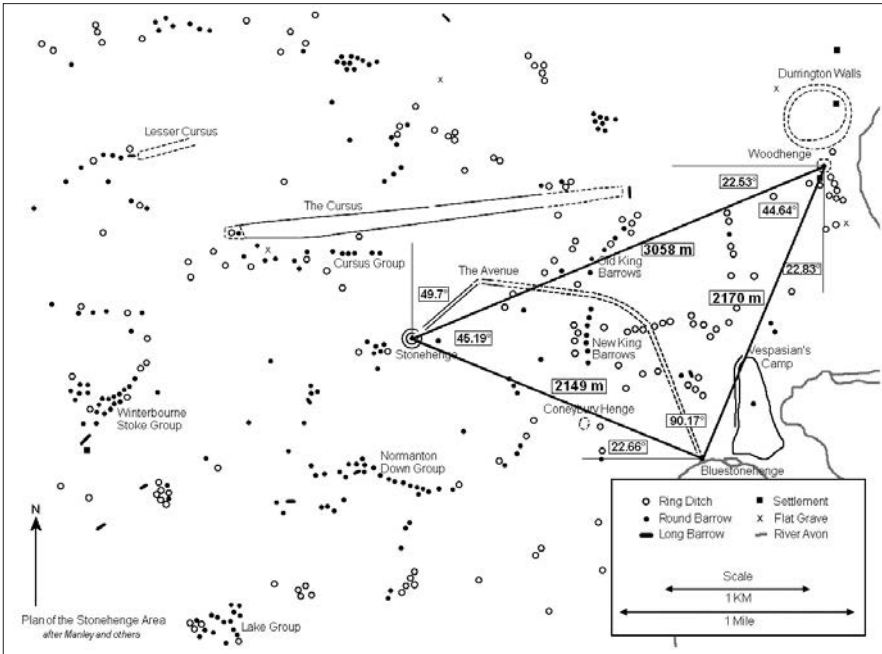 Durrington Walls
Woodhenge
Lesser Cursus
22.53°
44.64°
The Cursus
3058 m
Old King
Barrows
22.83°
Cursus Group
The Avenue
49.7°
2170 m
45.19°
Stonehenge
New King
Barrows
Vespasian's
Camp
2149 m
Winterbourne
Stoke Group
Coneybury Henge
90.17°
22.66°
Normanton
Down Group
Bluestonehenge
N
Ring Ditch
Settlement
x
Round Barrow
Flat Grave
Long Barrow
River Avon
Scale
1 KM
1 Mile
Plan of the Stonehenge Area
after Manley and others
Lake Group